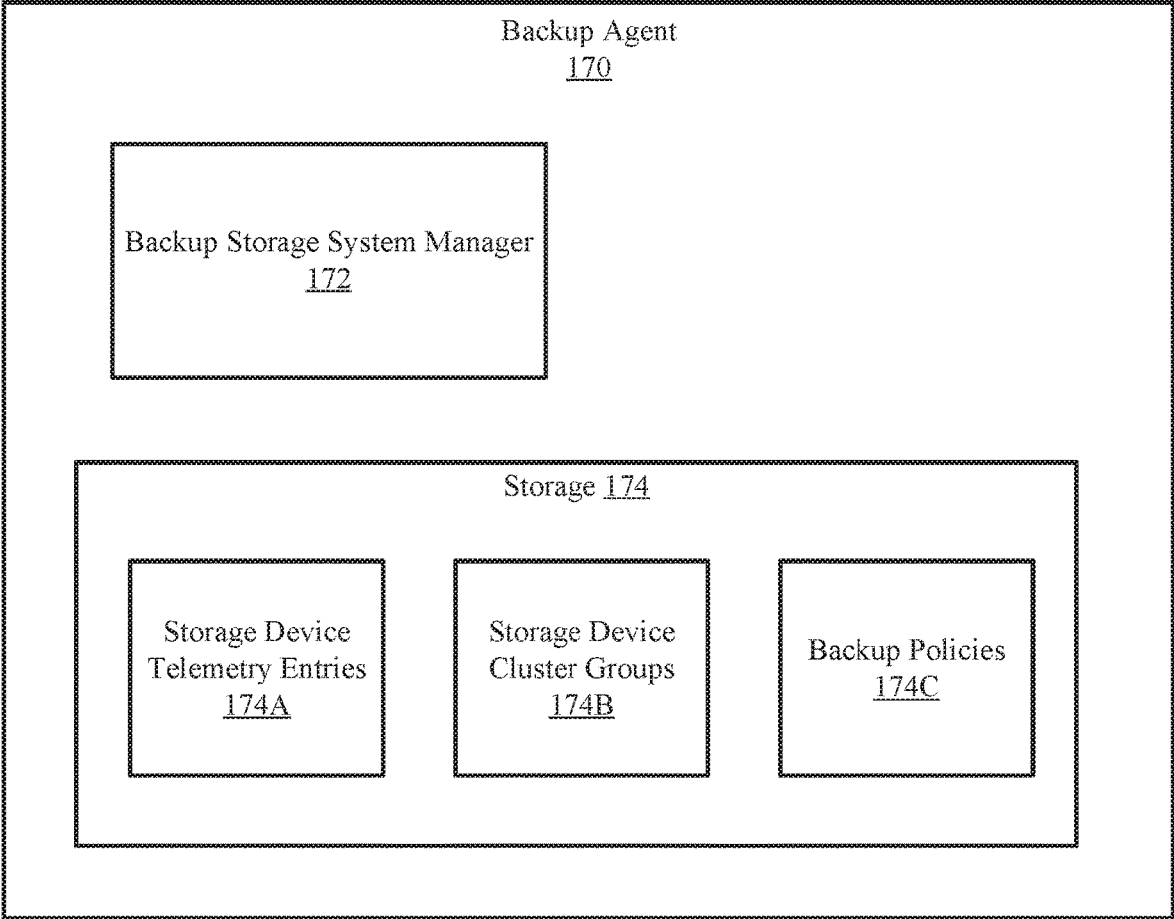 Backup Agent
170
Backup Storage System Manager
172
Storage 174
Storage Device
Telemetry Entries
174A
Storage Device
Cluster Groups
174B
Backup Policies
174C